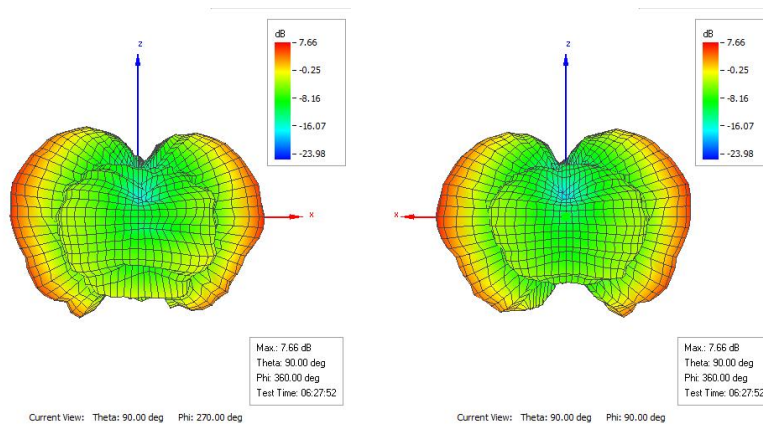 dB
7.66
-0.25
-8.16
-16.07
-23.98
z
x
Max.: 7.66 dB
Theta: 90.00 deg
Phi: 360.00 deg
Test Time: 06:27:52
Current View: Theta: 90.00 deg Phi: 270.00 deg
dB
7.66
-0.25
-8.16
-16.07
-23.98
z
x
Max.: 7.66 dB
Theta: 90.00 deg
Phi: 360.00 deg
Test Time: 06:27:52
Current View: Theta: 90.00 deg Phi: 90.00 deg